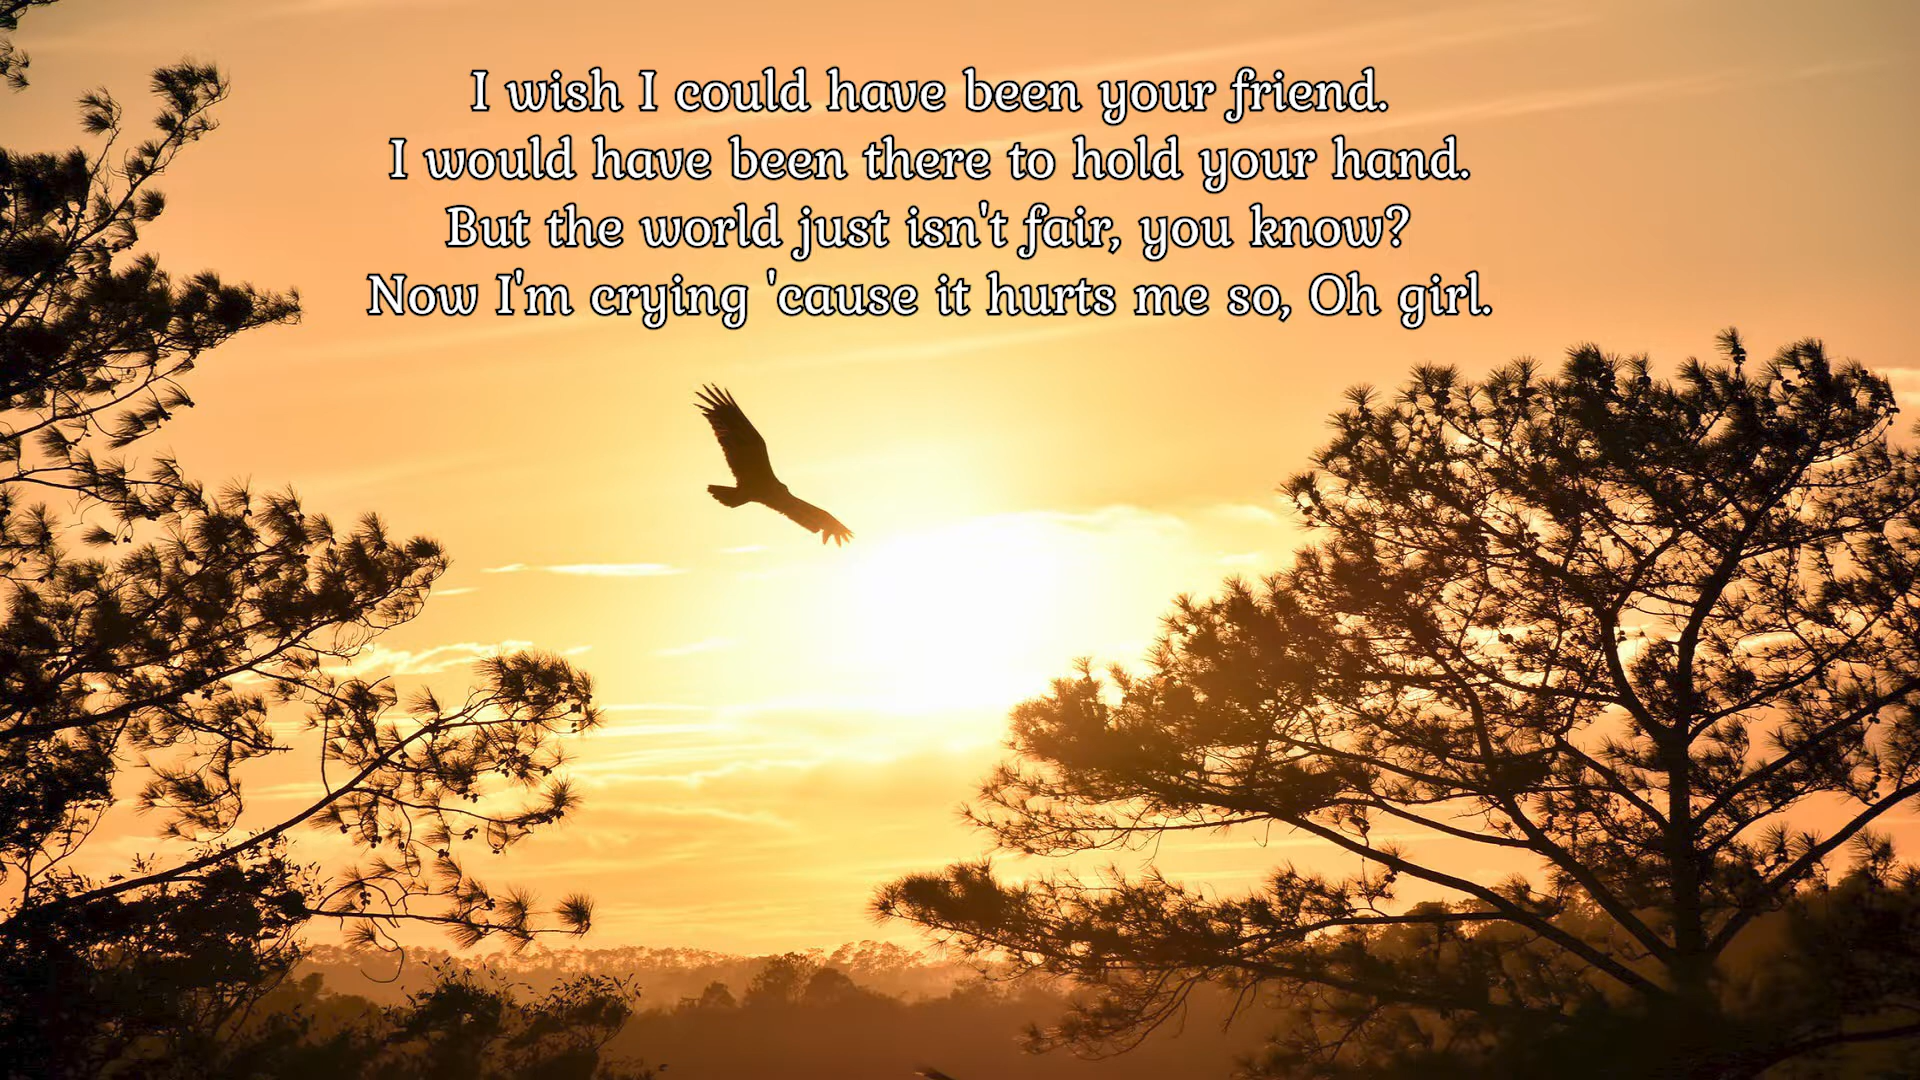 I wish I could have been your friend.
I would have been there to hold your hand.
But the world just isn't fair, you know?
Now I'm crying 'cause it hurts me so, Oh girl.